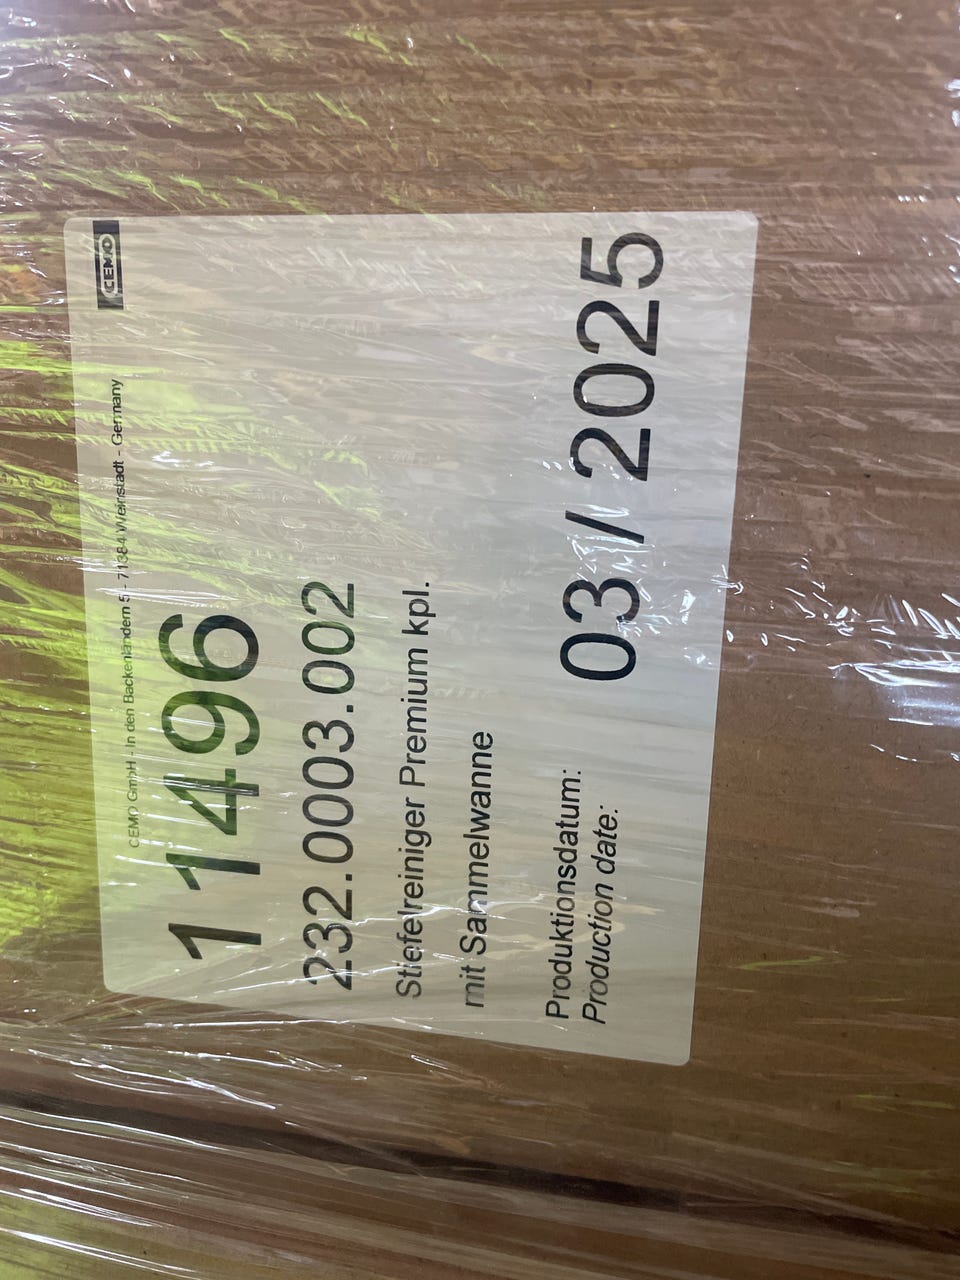 CEMO GmbH - In den Backenländern 5 - 71384 Weinstadt - Germany
CEMO
11496
232.0003.002
Stiefelreiniger Premium kpl.
mit Sammelwanne
Produktionsdatum:
Production date:
03 / 2025